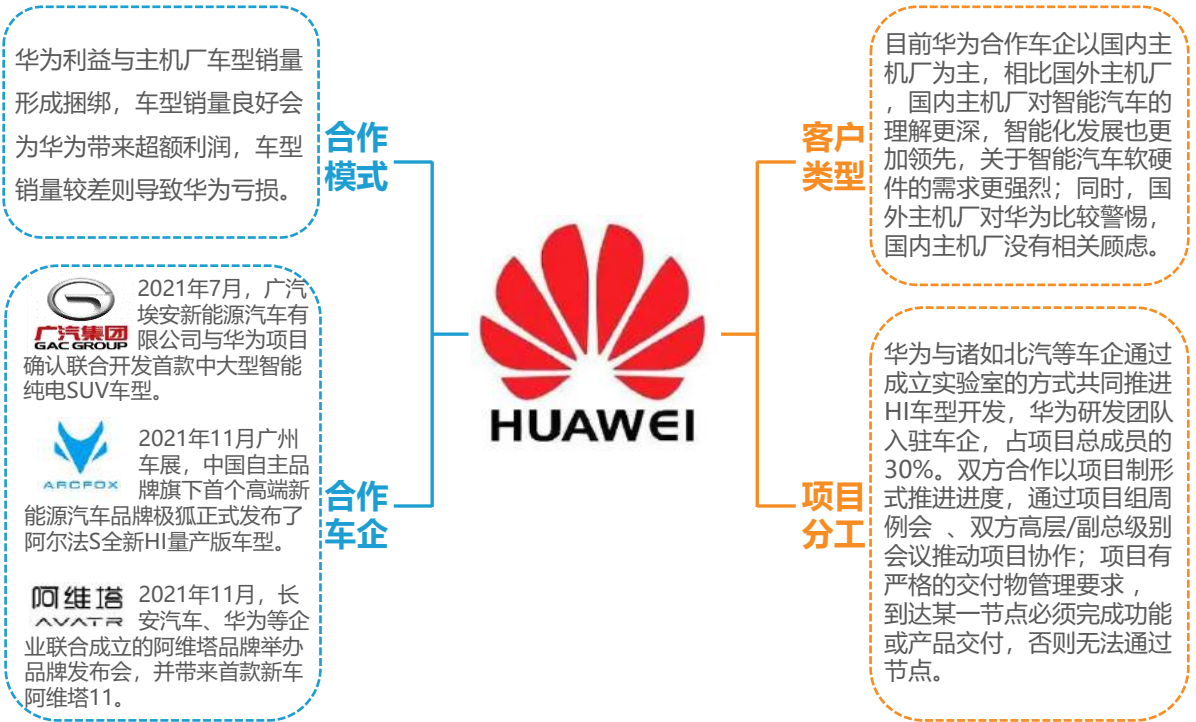 华为利益与主机厂车型销量
形成捆绑，车型销量良好会
为华为带来超额利润，车型
销量较差则导致华为亏损。
合作
模式
广汽集团
GAC GROUP
2021年7月，广汽
埃安新能源汽车有
限公司与华为项目
确认联合开发首款中大型智能
纯电SUV车型。
ARCFOX
2021年11月广州
车展，中国自主品
牌旗下首个高端新
能源汽车品牌极狐正式发布了
阿尔法S全新HI量产版车型。
阿维塔
AVATR
2021年11月，长
安汽车、华为等企
业联合成立的阿维塔品牌举办
品牌发布会，并带来首款新车
阿维塔11。
合作
车企
HUAWEI
客户
类型
目前华为合作车企以国内主
机厂为主，相比国外主机厂
，国内主机厂对智能汽车的
理解更深，智能化发展也更
加领先，关于智能汽车软硬
件的需求更强烈；同时，国
外主机厂对华为比较警惕，
国内主机厂没有相关顾虑。
项目
分工
华为与诸如北汽等车企通过
成立实验室的方式共同推进
HI车型开发，华为研发团队
入驻车企，占项目总成员的
30%。双方合作以项目制形
式推进进度，通过项目组周
例会 、双方高层/副总级别
会议推动项目协作；项目有
严格的交付物管理要求，
到达某一节点必须完成功能
或产品交付，否则无法通过
节点。